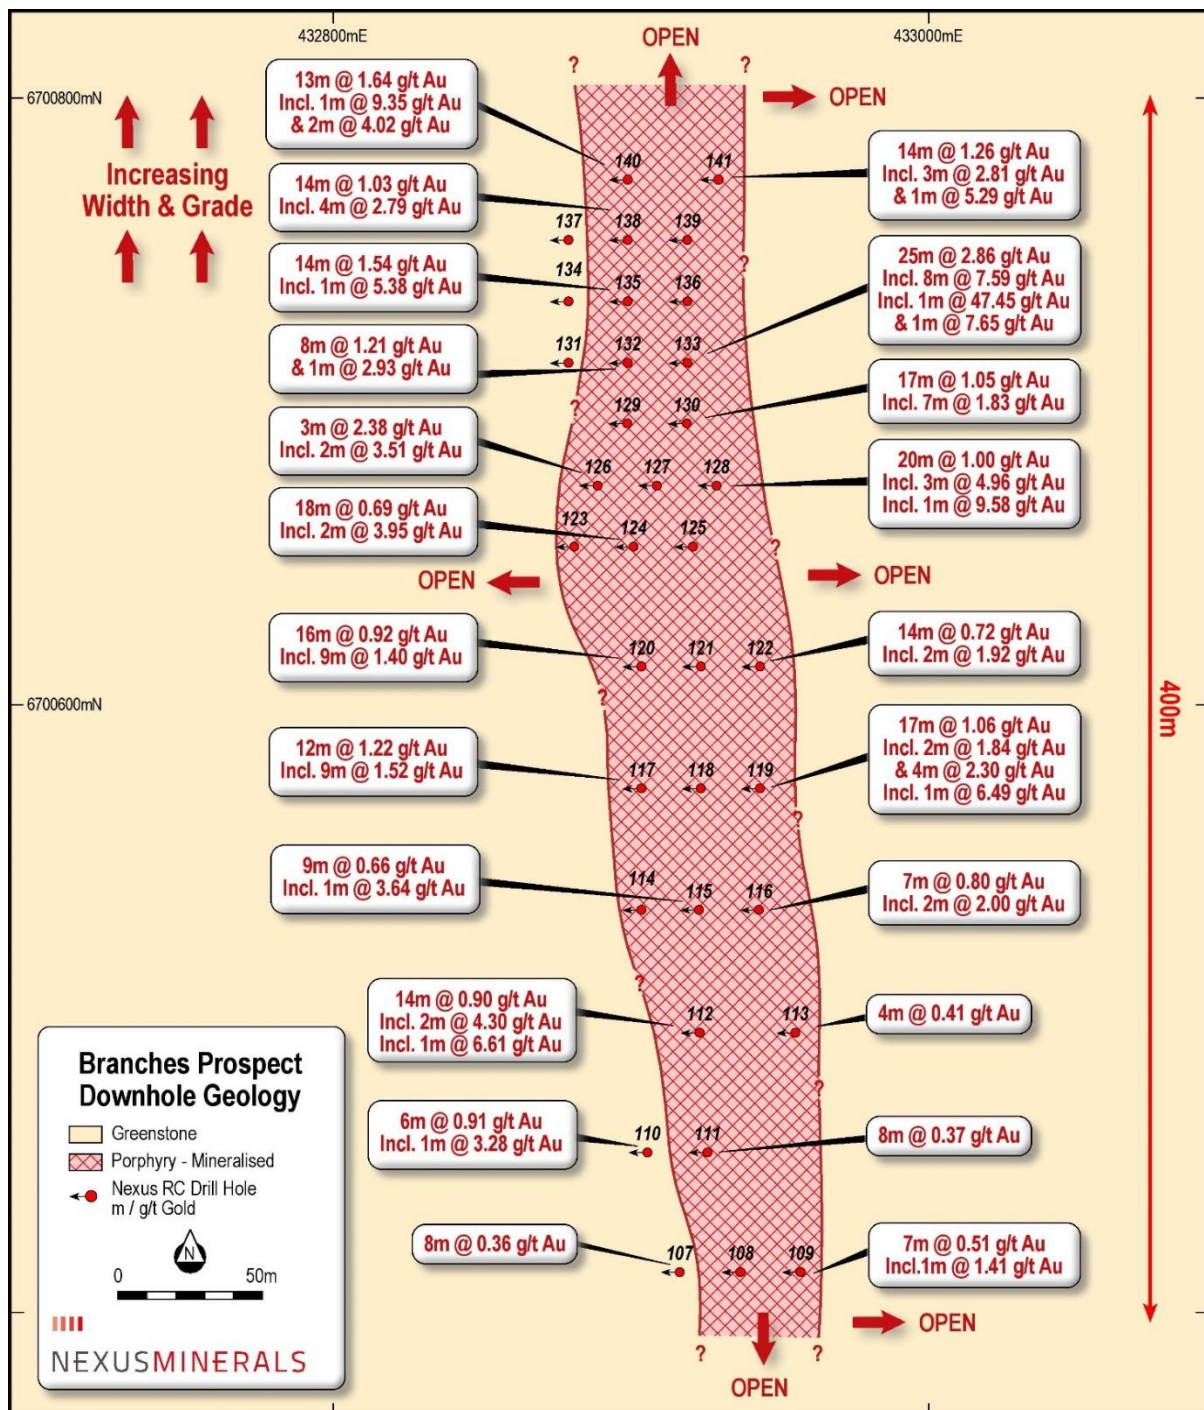 432800mE
433000mE
OPEN
?
?
6700800mN
OPEN
Increasing
Width & Grade
13m @ 1.64 g/t Au
Incl. 1m @ 9.35 g/t Au
& 2m @ 4.02 g/t Au
140
141
14m @ 1.26 g/t Au
Incl. 3m @ 2.81 g/t Au
& 1m @ 5.29 g/t Au
14m @ 1.03 g/t Au
Incl. 4m @ 2.79 g/t Au
137
138
139
14m @ 1.54 g/t Au
Incl. 1m @ 5.38 g/t Au
134
135
136
?
25m @ 2.86 g/t Au
Incl. 8m @ 7.59 g/t Au
Incl. 1m @ 47.45 g/t Au
& 1m @ 7.65 g/t Au
8m @ 1.21 g/t Au
& 1m @ 2.93 g/t Au
131
132
133
17m @ 1.05 g/t Au
Incl. 7m @ 1.83 g/t Au
?
129
130
3m @ 2.38 g/t Au
Incl. 2m @ 3.51 g/t Au
126
127
128
20m @ 1.00 g/t Au
Incl. 3m @ 4.96 g/t Au
Incl. 1m @ 9.58 g/t Au
18m @ 0.69 g/t Au
Incl. 2m @ 3.95 g/t Au
123
124
125
?
OPEN
OPEN
16m @ 0.92 g/t Au
Incl. 9m @ 1.40 g/t Au
120
121
122
14m @ 0.72 g/t Au
Incl. 2m @ 1.92 g/t Au
6700600mN
?
400m
12m @ 1.22 g/t Au
Incl. 9m @ 1.52 g/t Au
117
118
119
17m @ 1.06 g/t Au
Incl. 2m @ 1.84 g/t Au
& 4m @ 2.30 g/t Au
Incl. 1m @ 6.49 g/t Au
?
9m @ 0.66 g/t Au
Incl. 1m @ 3.64 g/t Au
114
115
116
7m @ 0.80 g/t Au
Incl. 2m @ 2.00 g/t Au
?
14m @ 0.90 g/t Au
Incl. 2m @ 4.30 g/t Au
Incl. 1m @ 6.61 g/t Au
112
113
4m @ 0.41 g/t Au
?
6m @ 0.91 g/t Au
Incl. 1m @ 3.28 g/t Au
110
111
8m @ 0.37 g/t Au
8m @ 0.36 g/t Au
107
108
109
7m @ 0.51 g/t Au
Incl.1m @ 1.41 g/t Au
OPEN
?
?
OPEN
Branches Prospect
Downhole Geology
Greenstone
Porphyry - Mineralised
Nexus RC Drill Hole
m / g/t Gold
N
0
50m
NEXUSMINERALS